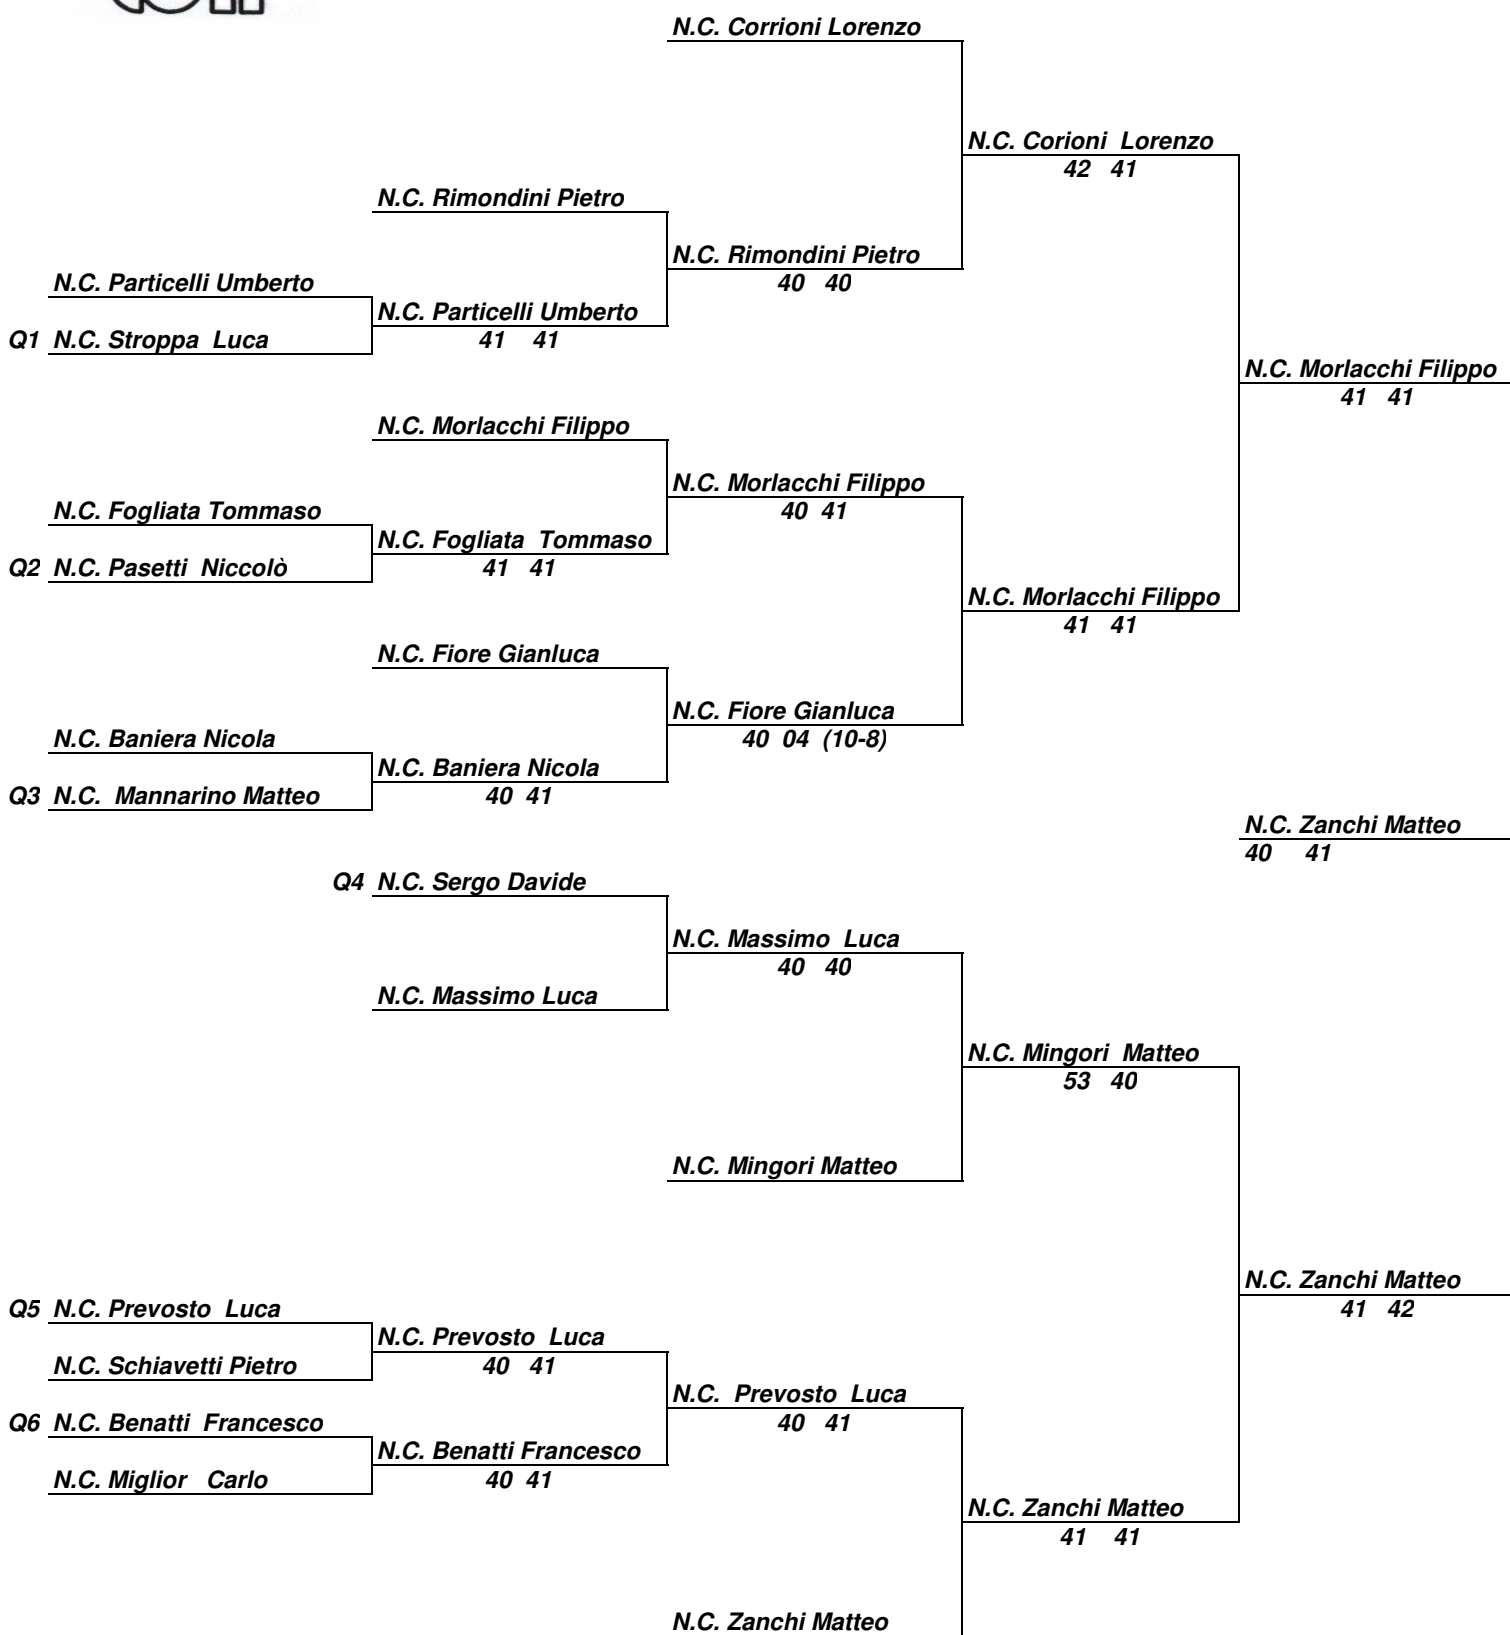 N.C. Corrioni Lorenzo
N.C. Corioni Lorenzo
42 41
N.C. Rimondini Pietro
N.C. Rimondini Pietro
40 40
N.C. Particelli Umberto
N.C. Particelli Umberto
41 41
Q1 N.C. Stroppa Luca
N.C. Morlacchi Filippo
41 41
N.C. Morlacchi Filippo
N.C. Morlacchi Filippo
40 41
N.C. Fogliata Tommaso
N.C. Fogliata Tommaso
41 41
Q2 N.C. Pasetti Niccolò
N.C. Morlacchi Filippo
41 41
N.C. Fiore Gianluca
N.C. Fiore Gianluca
40 04 (10-8)
N.C. Baniera Nicola
N.C. Baniera Nicola
40 41
Q3 N.C. Mannarino Matteo
N.C. Zanchi Matteo
40 41
Q4 N.C. Sergo Davide
N.C. Massimo Luca
40 40
N.C. Massimo Luca
N.C. Mingori Matteo
53 40
N.C. Mingori Matteo
N.C. Zanchi Matteo
41 42
Q5 N.C. Prevosto Luca
N.C. Prevosto Luca
40 41
N.C. Schiavetti Pietro
N.C. Prevosto Luca
40 41
Q6 N.C. Benatti Francesco
N.C. Benatti Francesco
40 41
N.C. Miglior Carlo
N.C. Zanchi Matteo
41 41
N.C. Zanchi Matteo